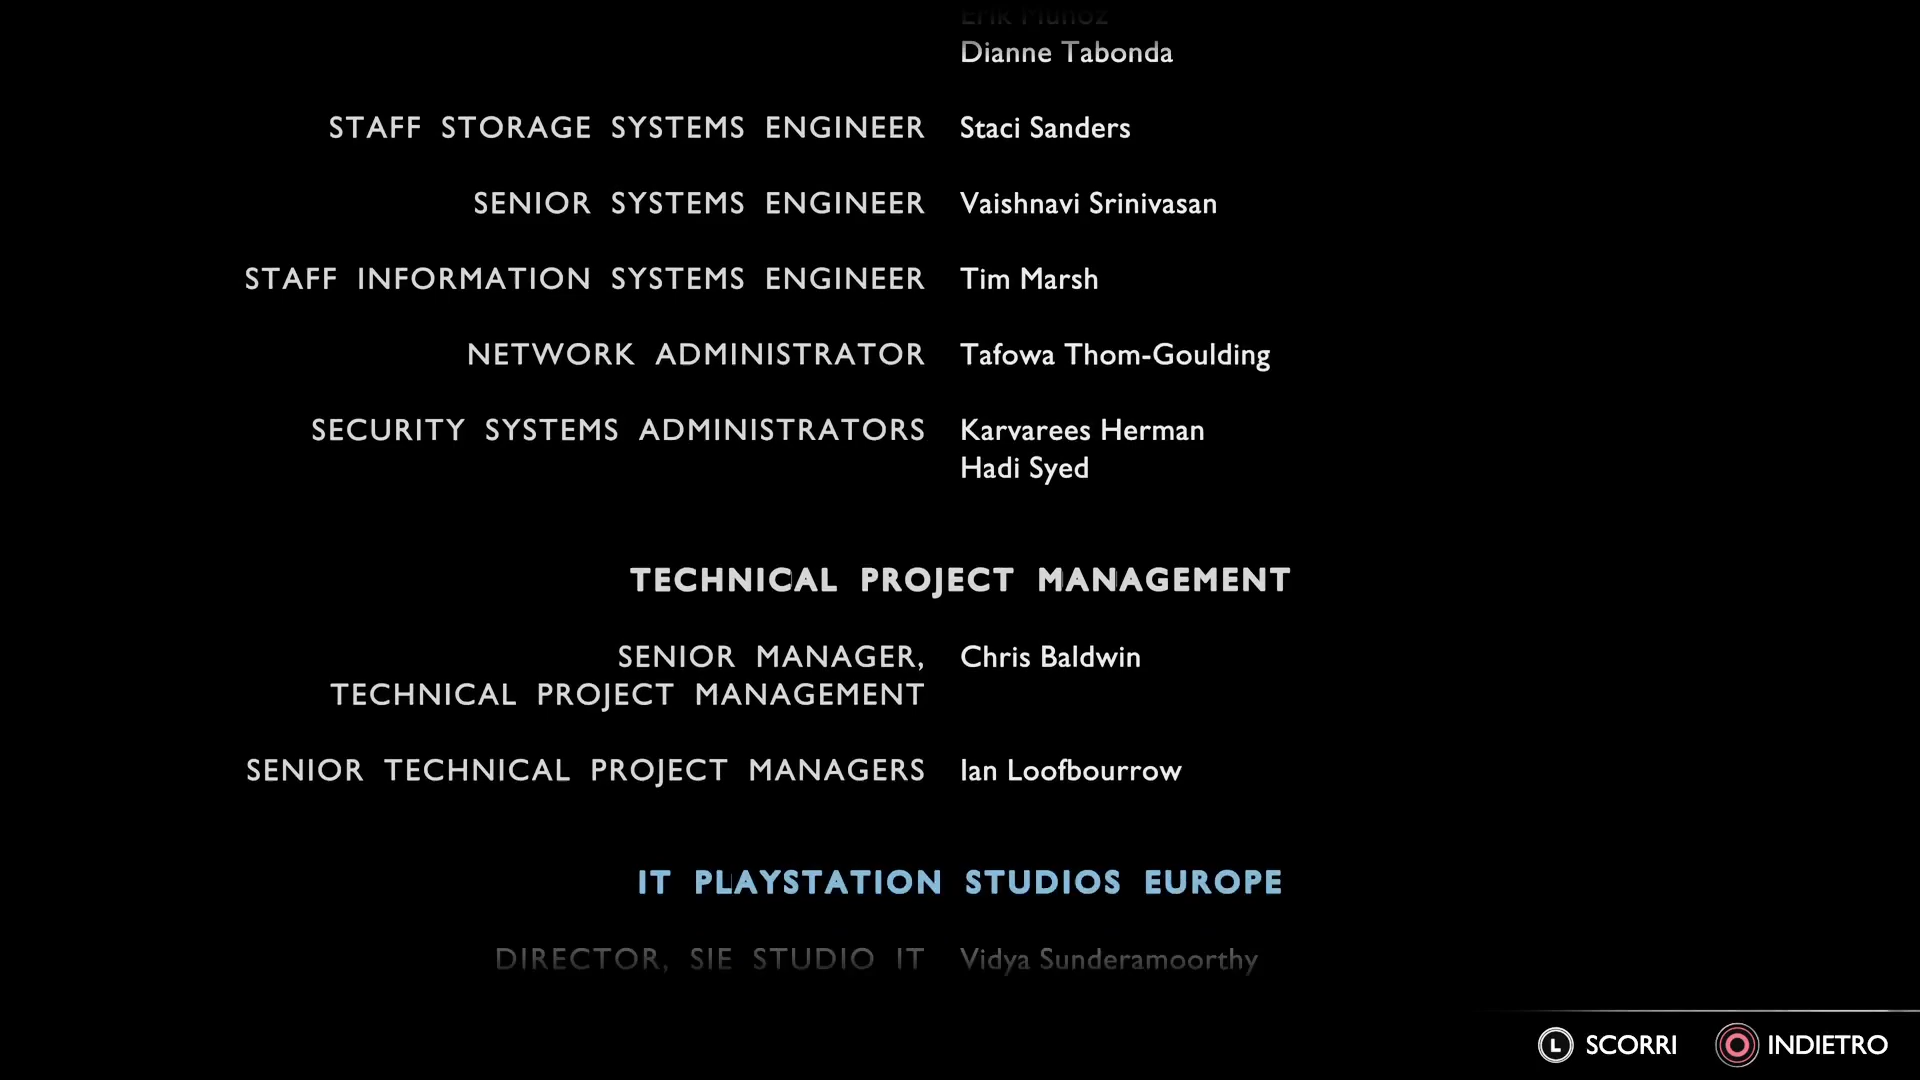 Erik Munoz
Dianne Tabonda
STAFF STORAGE SYSTEMS ENGINEER Staci Sanders
SENIOR SYSTEMS ENGINEER Vaishnavi Srinivasan
STAFF INFORMATION SYSTEMS ENGINEER Tim Marsh
NETWORK ADMINISTRATOR Tafowa Thom-Goulding
SECURITY SYSTEMS ADMINISTRATORS Karvarees Herman
Hadi Syed
TECHNICAL PROJECT MANAGEMENT
SENIOR MANAGER, Chris Baldwin
TECHNICAL PROJECT MANAGEMENT
SENIOR TECHNICAL PROJECT MANAGERS Ian Loofbourrow
IT PLAYSTATION STUDIOS EUROPE
DIRECTOR, SIE STUDIO IT Vidya Sunderamoorthy
L SCORRI INDIETRO